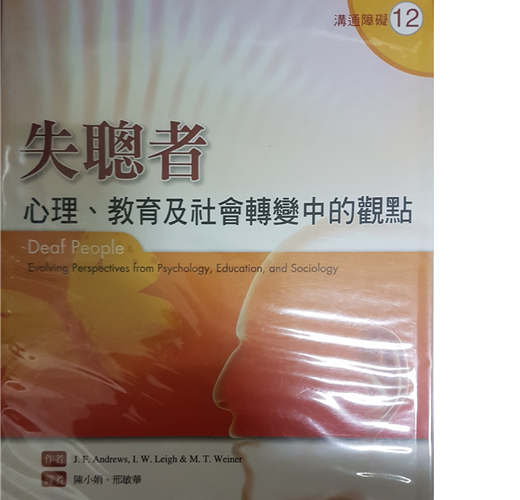 溝通障礙 12
失聰者
心理、教育及社會轉變中的觀點
Deaf People
Evolving Perspectives from Psychology, Education, and Sociology
作者 J. F. Andrews, I. W. Leigh & M. T. Weiner
譯者 陳小娟·邢敏華